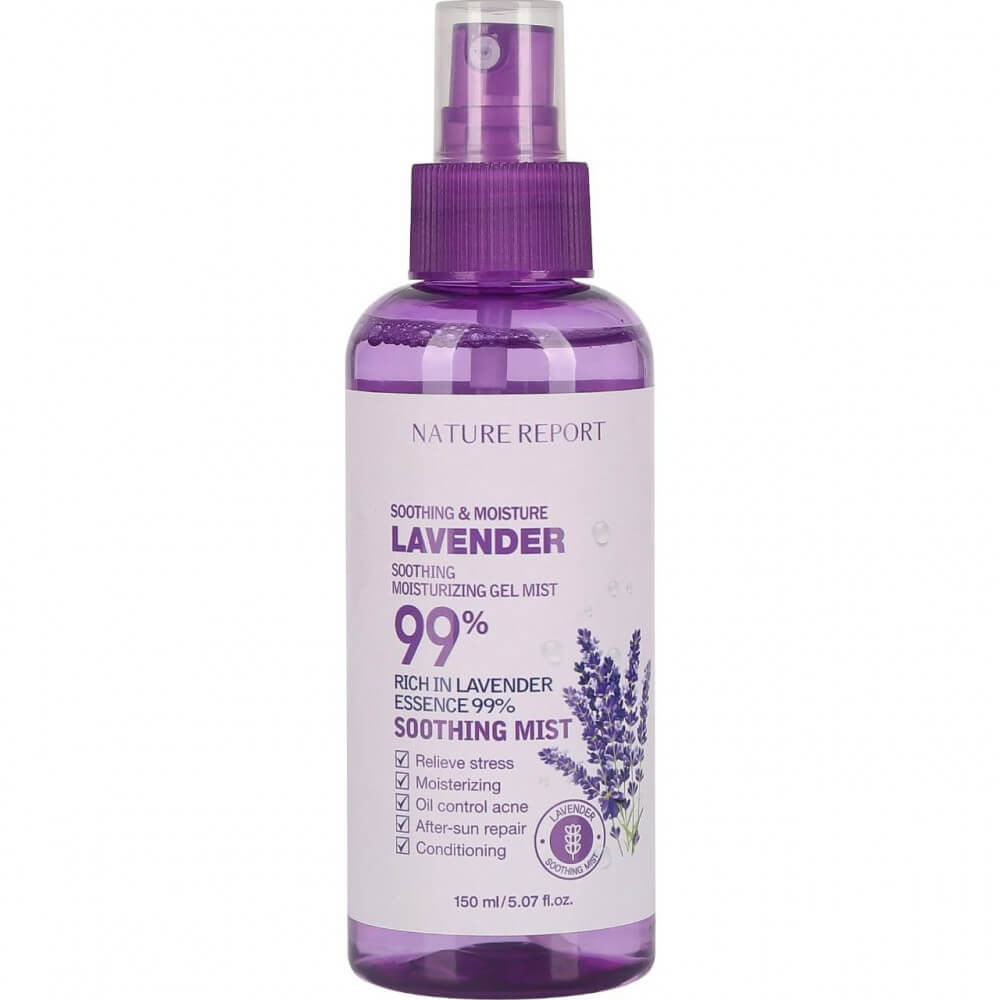 NATURE REPORT
SOOTHING & MOISTURE
LAVENDER
SOOTHING
MOISTURIZING GEL MIST
99%
RICH IN LAVENDER
ESSENCE 99%
SOOTHING MIST
Relieve stress
Moisterizing
Oil control acne
After-sun repair
Conditioning
LAVENDER
SOOTHING MIST
150 ml/5.07 fl.oz.